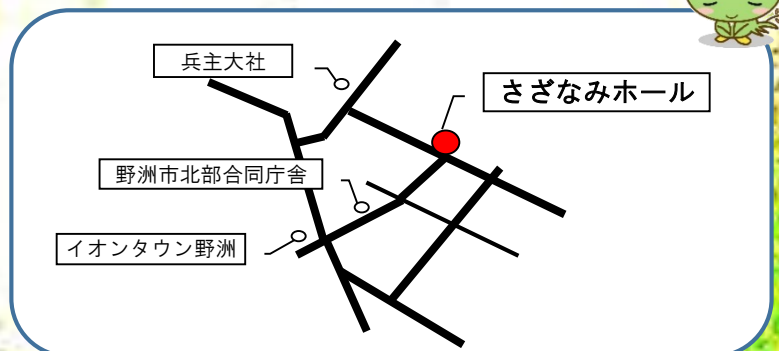 兵主大社
さざなみホール
野洲市北部合同庁舎
イオンタウン野洲